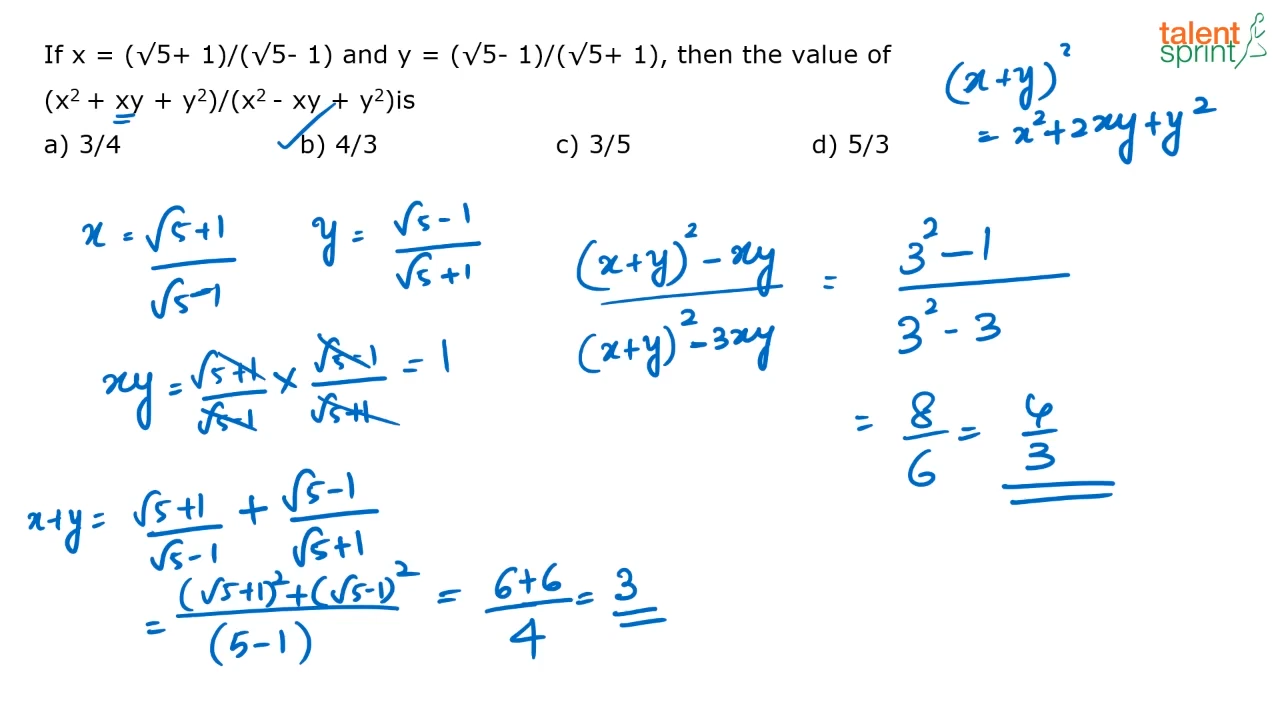 talent
sprint
If x = (√5+ 1)/(√5- 1) and y = (√5- 1)/(√5+ 1), then the value of
(x² + xy + y²)/(x² - xy + y²)is
a) 3/4 b) 4/3 c) 3/5 d) 5/3
(x+y)²
= x²+2xy+y²
x = (√5+1)/(√5-1) y = (√5-1)/(√5+1)
((x+y)²-xy)/((x+y)²-3xy) = (3²-1)/(3²-3)
xy = (√5+1)/(√5-1) × (√5-1)/(√5+1) = 1
= 8/6 = 4/3
x+y = (√5+1)/(√5-1) + (√5-1)/(√5+1)
= ((√5+1)²+(√5-1)²)/(5-1) = (6+6)/4 = 3